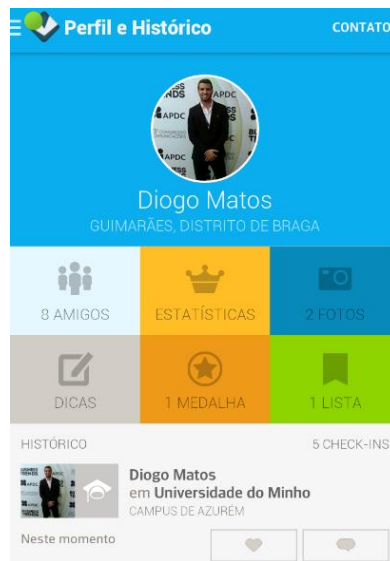 Perfil e Histórico CONTATO
APDC
Diogo Matos
GUIMARÃES, DISTRITO DE BRAGA
8 AMIGOS ESTATÍSTICAS 2 FOTOS
DICAS 1 MEDALHA 1 LISTA
HISTÓRICO 5 CHECK-INS
Diogo Matos
em Universidade do Minho
CAMPUS DE AZURÉM
Neste momento